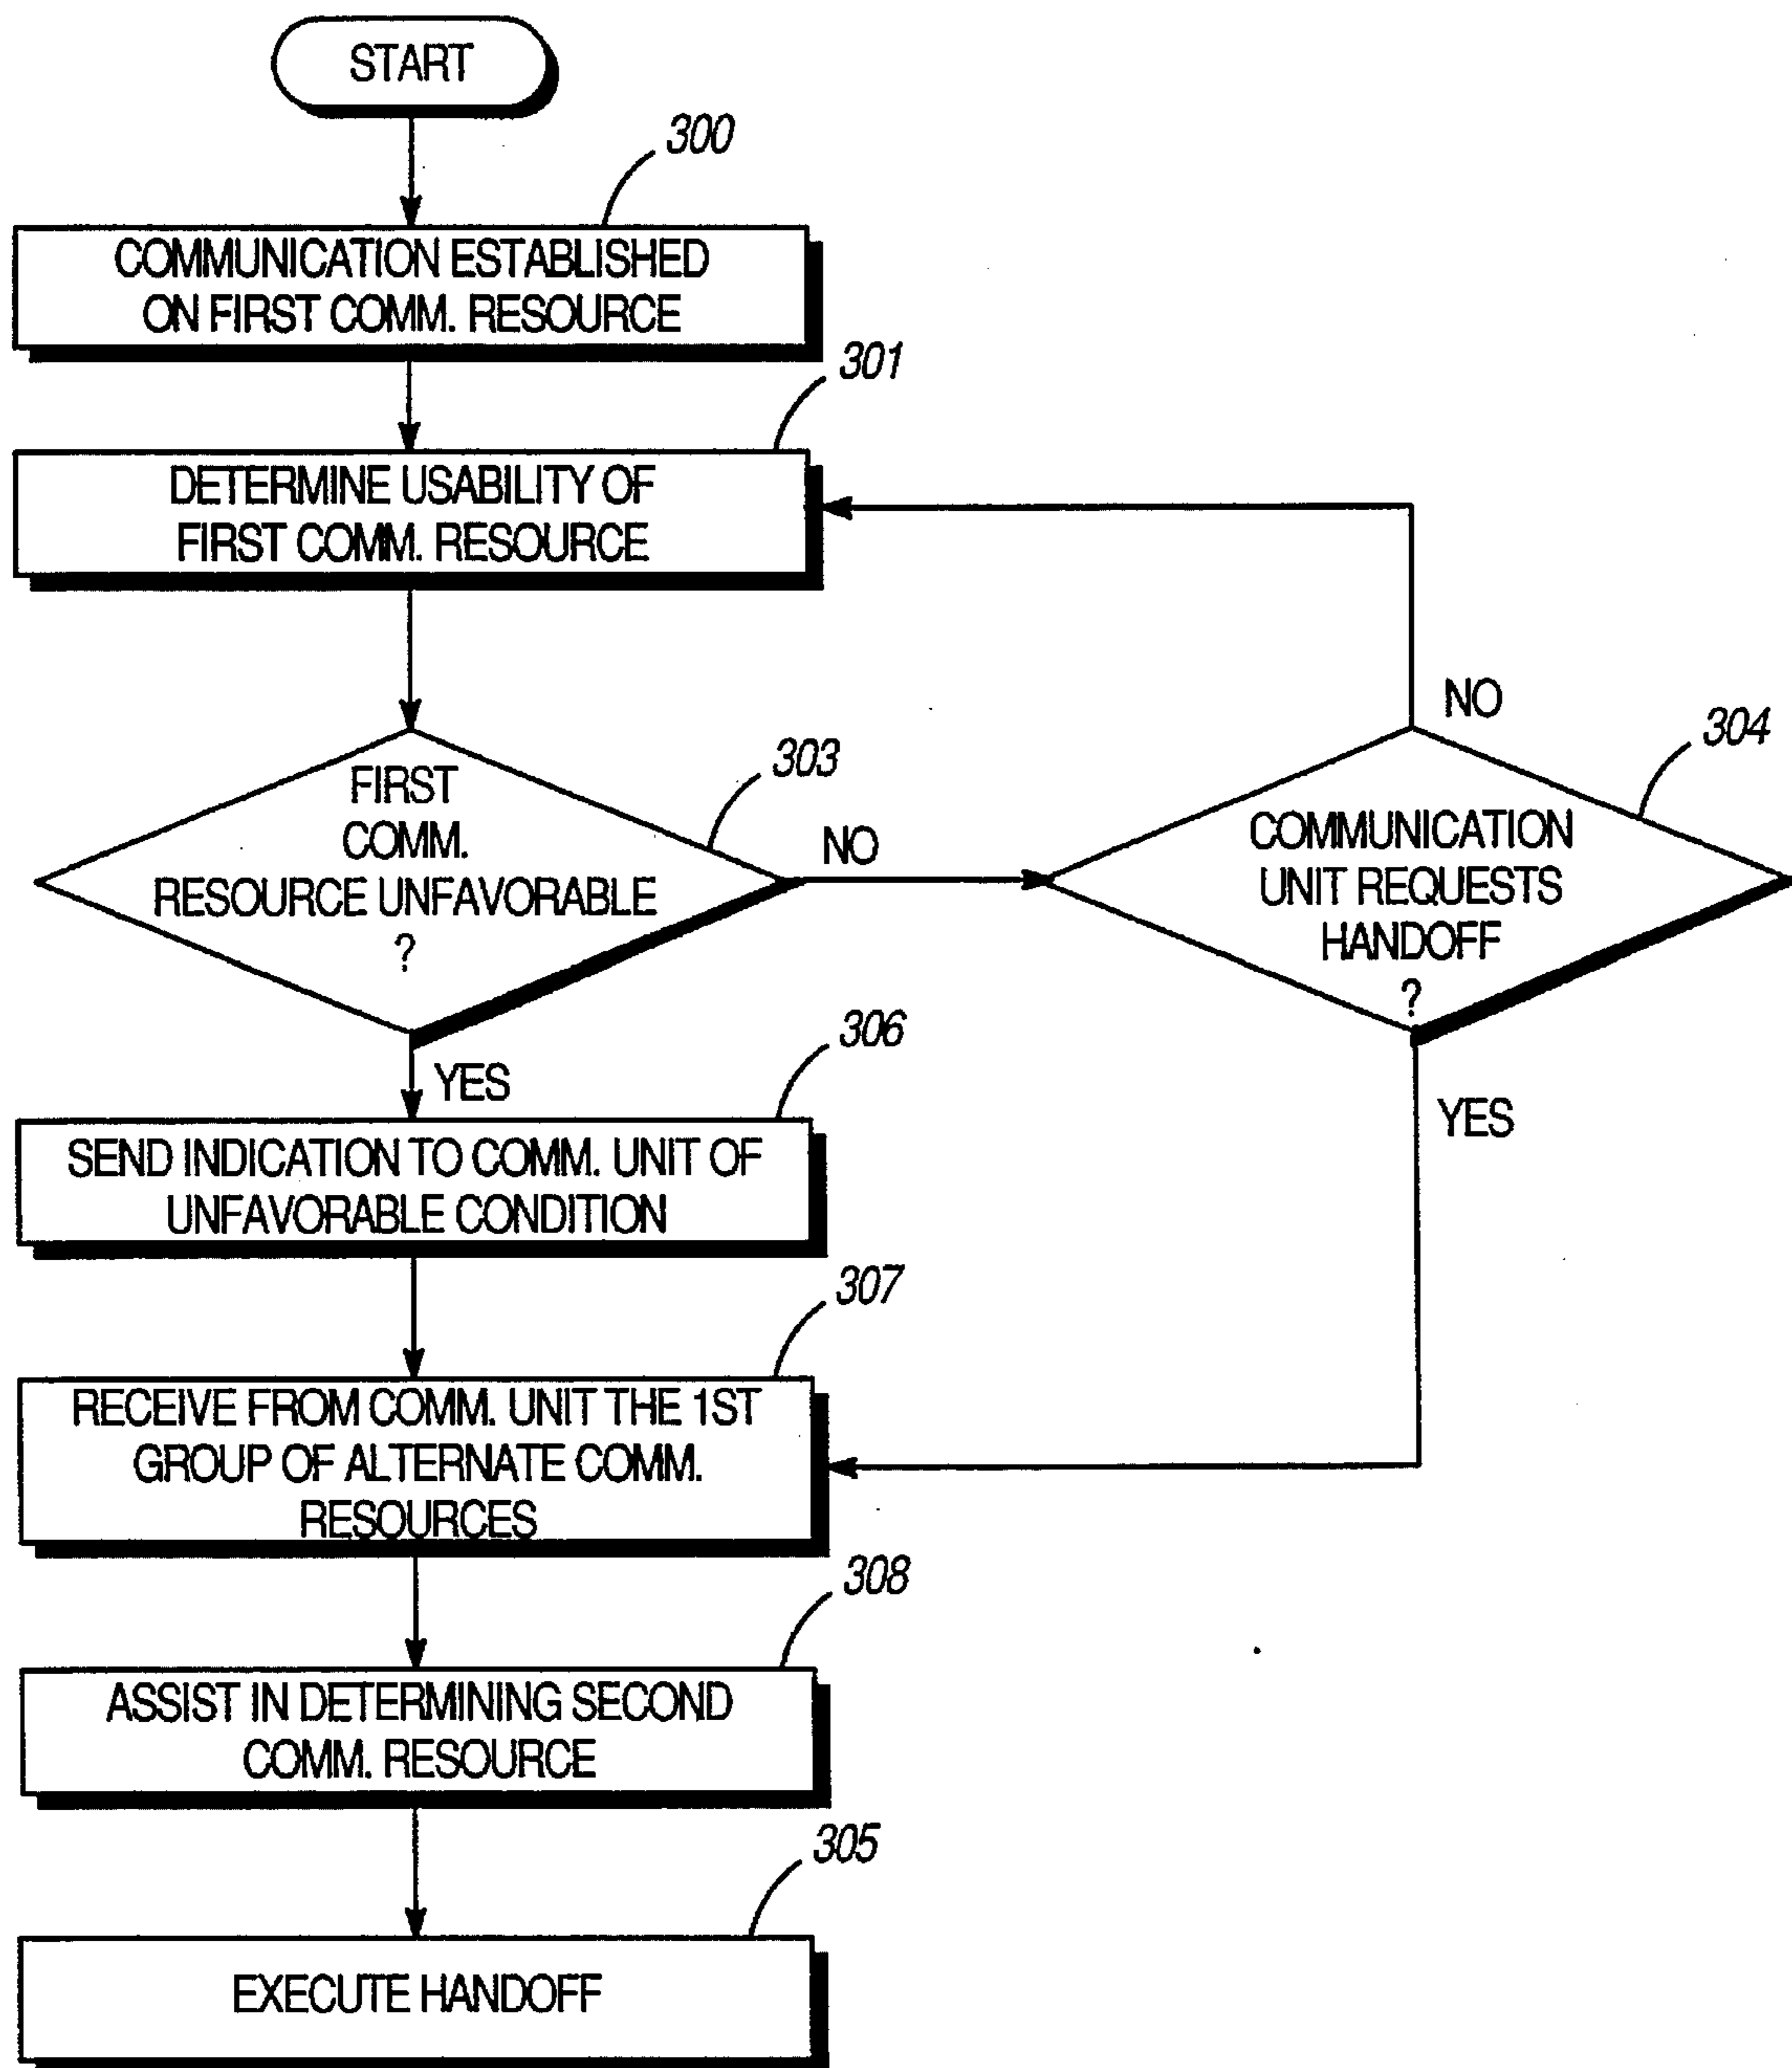 START
300
COMMUNICATION ESTABLISHED
ON FIRST COMM. RESOURCE
301
DETERMINE USABILITY OF
FIRST COMM. RESOURCE
303
FIRST
COMM.
RESOURCE UNFAVORABLE
?
NO
NO
304
COMMUNICATION
UNIT REQUESTS
HANDOFF
?
YES
YES
306
SEND INDICATION TO COMM. UNIT OF
UNFAVORABLE CONDITION
307
RECEIVE FROM COMM. UNIT THE 1ST
GROUP OF ALTERNATE COMM.
RESOURCES
308
ASSIST IN DETERMINING SECOND
COMM. RESOURCE
305
EXECUTE HANDOFF